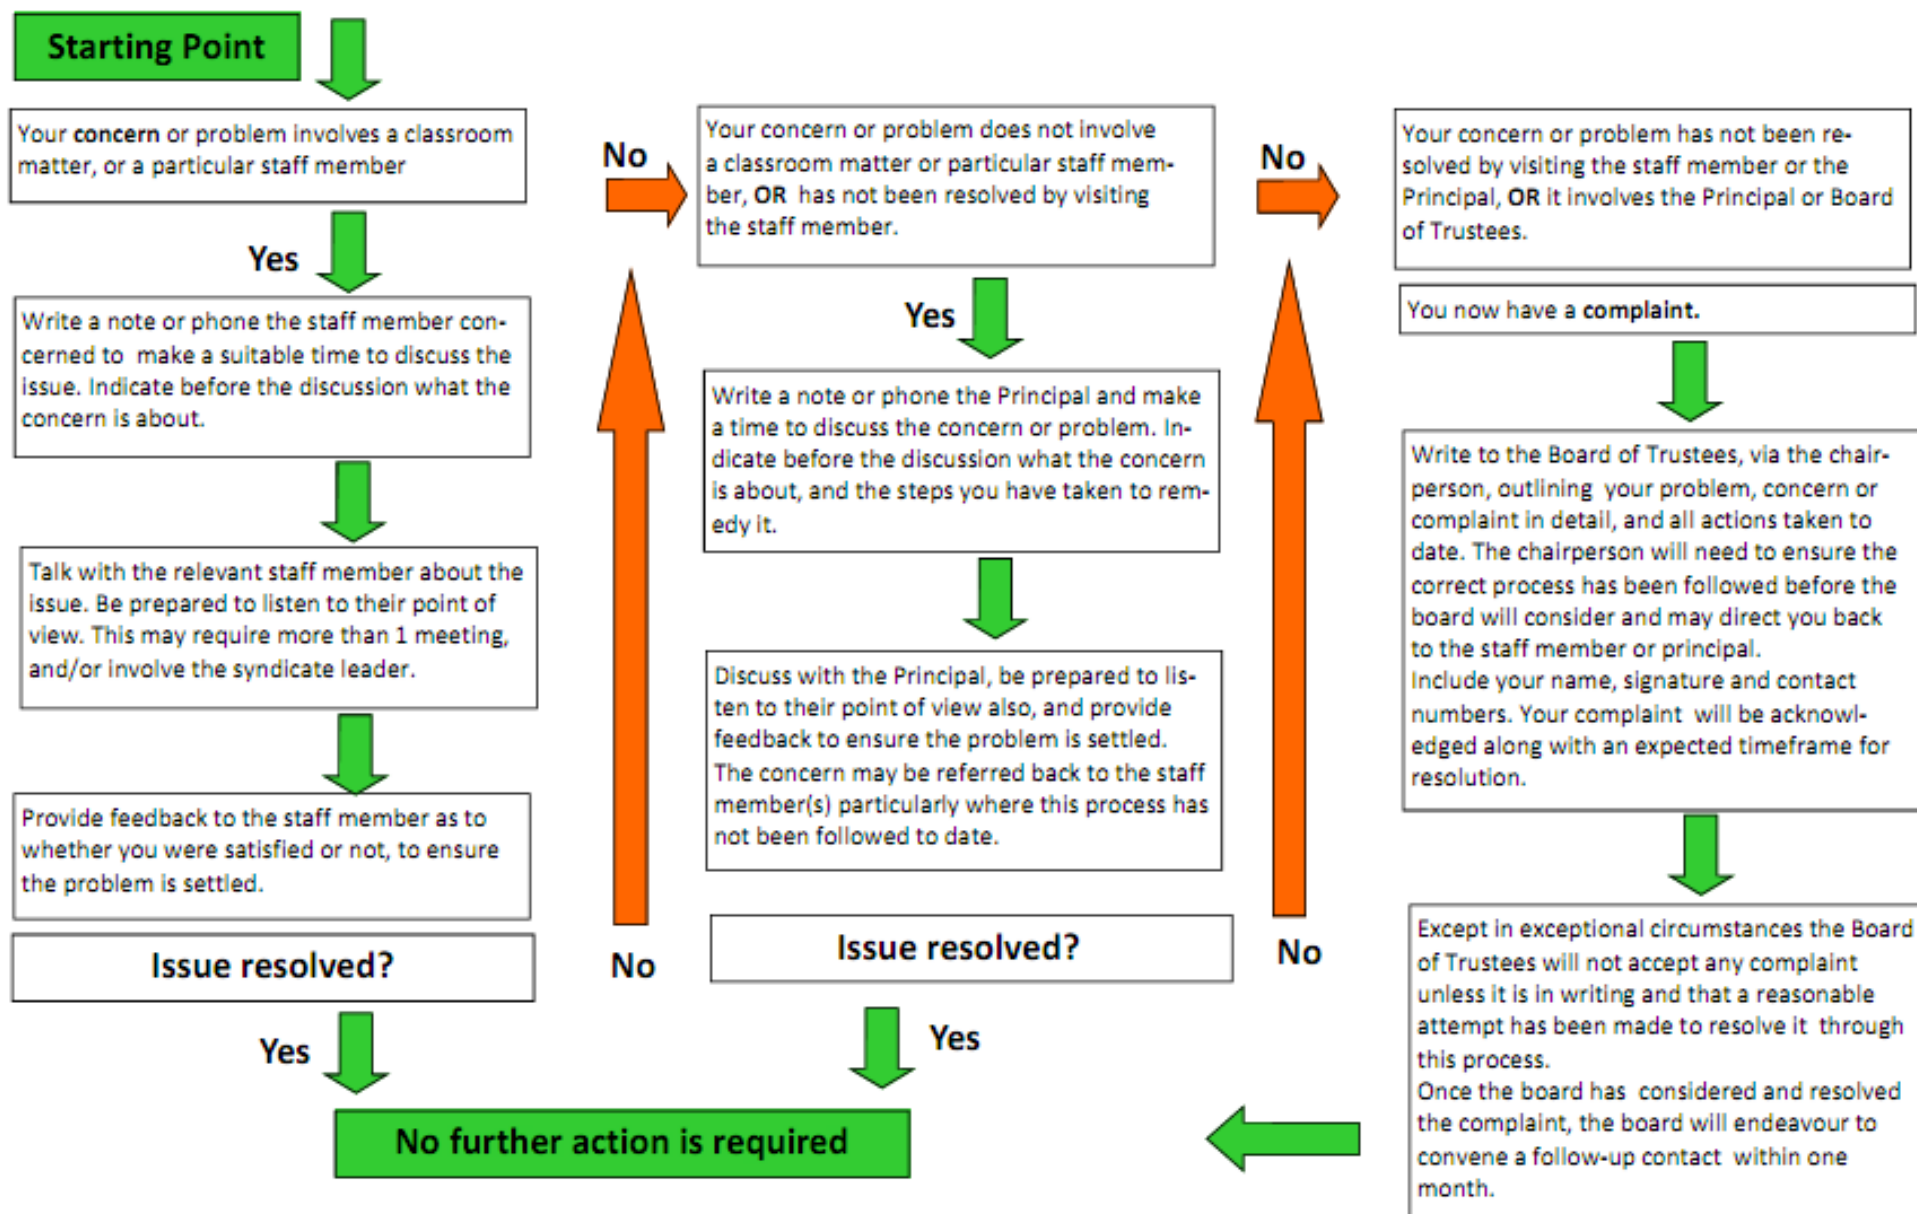 Starting Point
Your concern or problem involves a classroom
matter, or a particular staff member
Yes
Write a note or phone the staff member con-
cerned to make a suitable time to discuss the
issue. Indicate before the discussion what the
concern is about.
Talk with the relevant staff member about the
issue. Be prepared to listen to their point of
view. This may require more than 1 meeting,
and/or involve the syndicate leader.
Provide feedback to the staff member as to
whether you were satisfied or not, to ensure
the problem is settled.
Issue resolved?
Yes
No
No
Your concern or problem does not involve
a classroom matter or particular staff mem-
ber, OR has not been resolved by visiting
the staff member.
Yes
Write a note or phone the Principal and make
a time to discuss the concern or problem. In-
dicate before the discussion what the concern
is about, and the steps you have taken to rem-
edy it.
Discuss with the Principal, be prepared to lis-
ten to their point of view also, and provide
feedback to ensure the problem is settled.
The concern may be referred back to the staff
member(s) particularly where this process has
not been followed to date.
Issue resolved?
Yes
No
No
Your concern or problem has not been re-
solved by visiting the staff member or the
Principal, OR it involves the Principal or Board
of Trustees.
You now have a complaint.
Write to the Board of Trustees, via the chair-
person, outlining your problem, concern or
complaint in detail, and all actions taken to
date. The chairperson will need to ensure the
correct process has been followed before the
board will consider and may direct you back
to the staff member or principal.
Include your name, signature and contact
numbers. Your complaint will be acknowl-
edged along with an expected timeframe for
resolution.
Except in exceptional circumstances the Board
of Trustees will not accept any complaint
unless it is in writing and that a reasonable
attempt has been made to resolve it through
this process.
Once the board has considered and resolved
the complaint, the board will endeavour to
convene a follow-up contact within one
month.
No further action is required